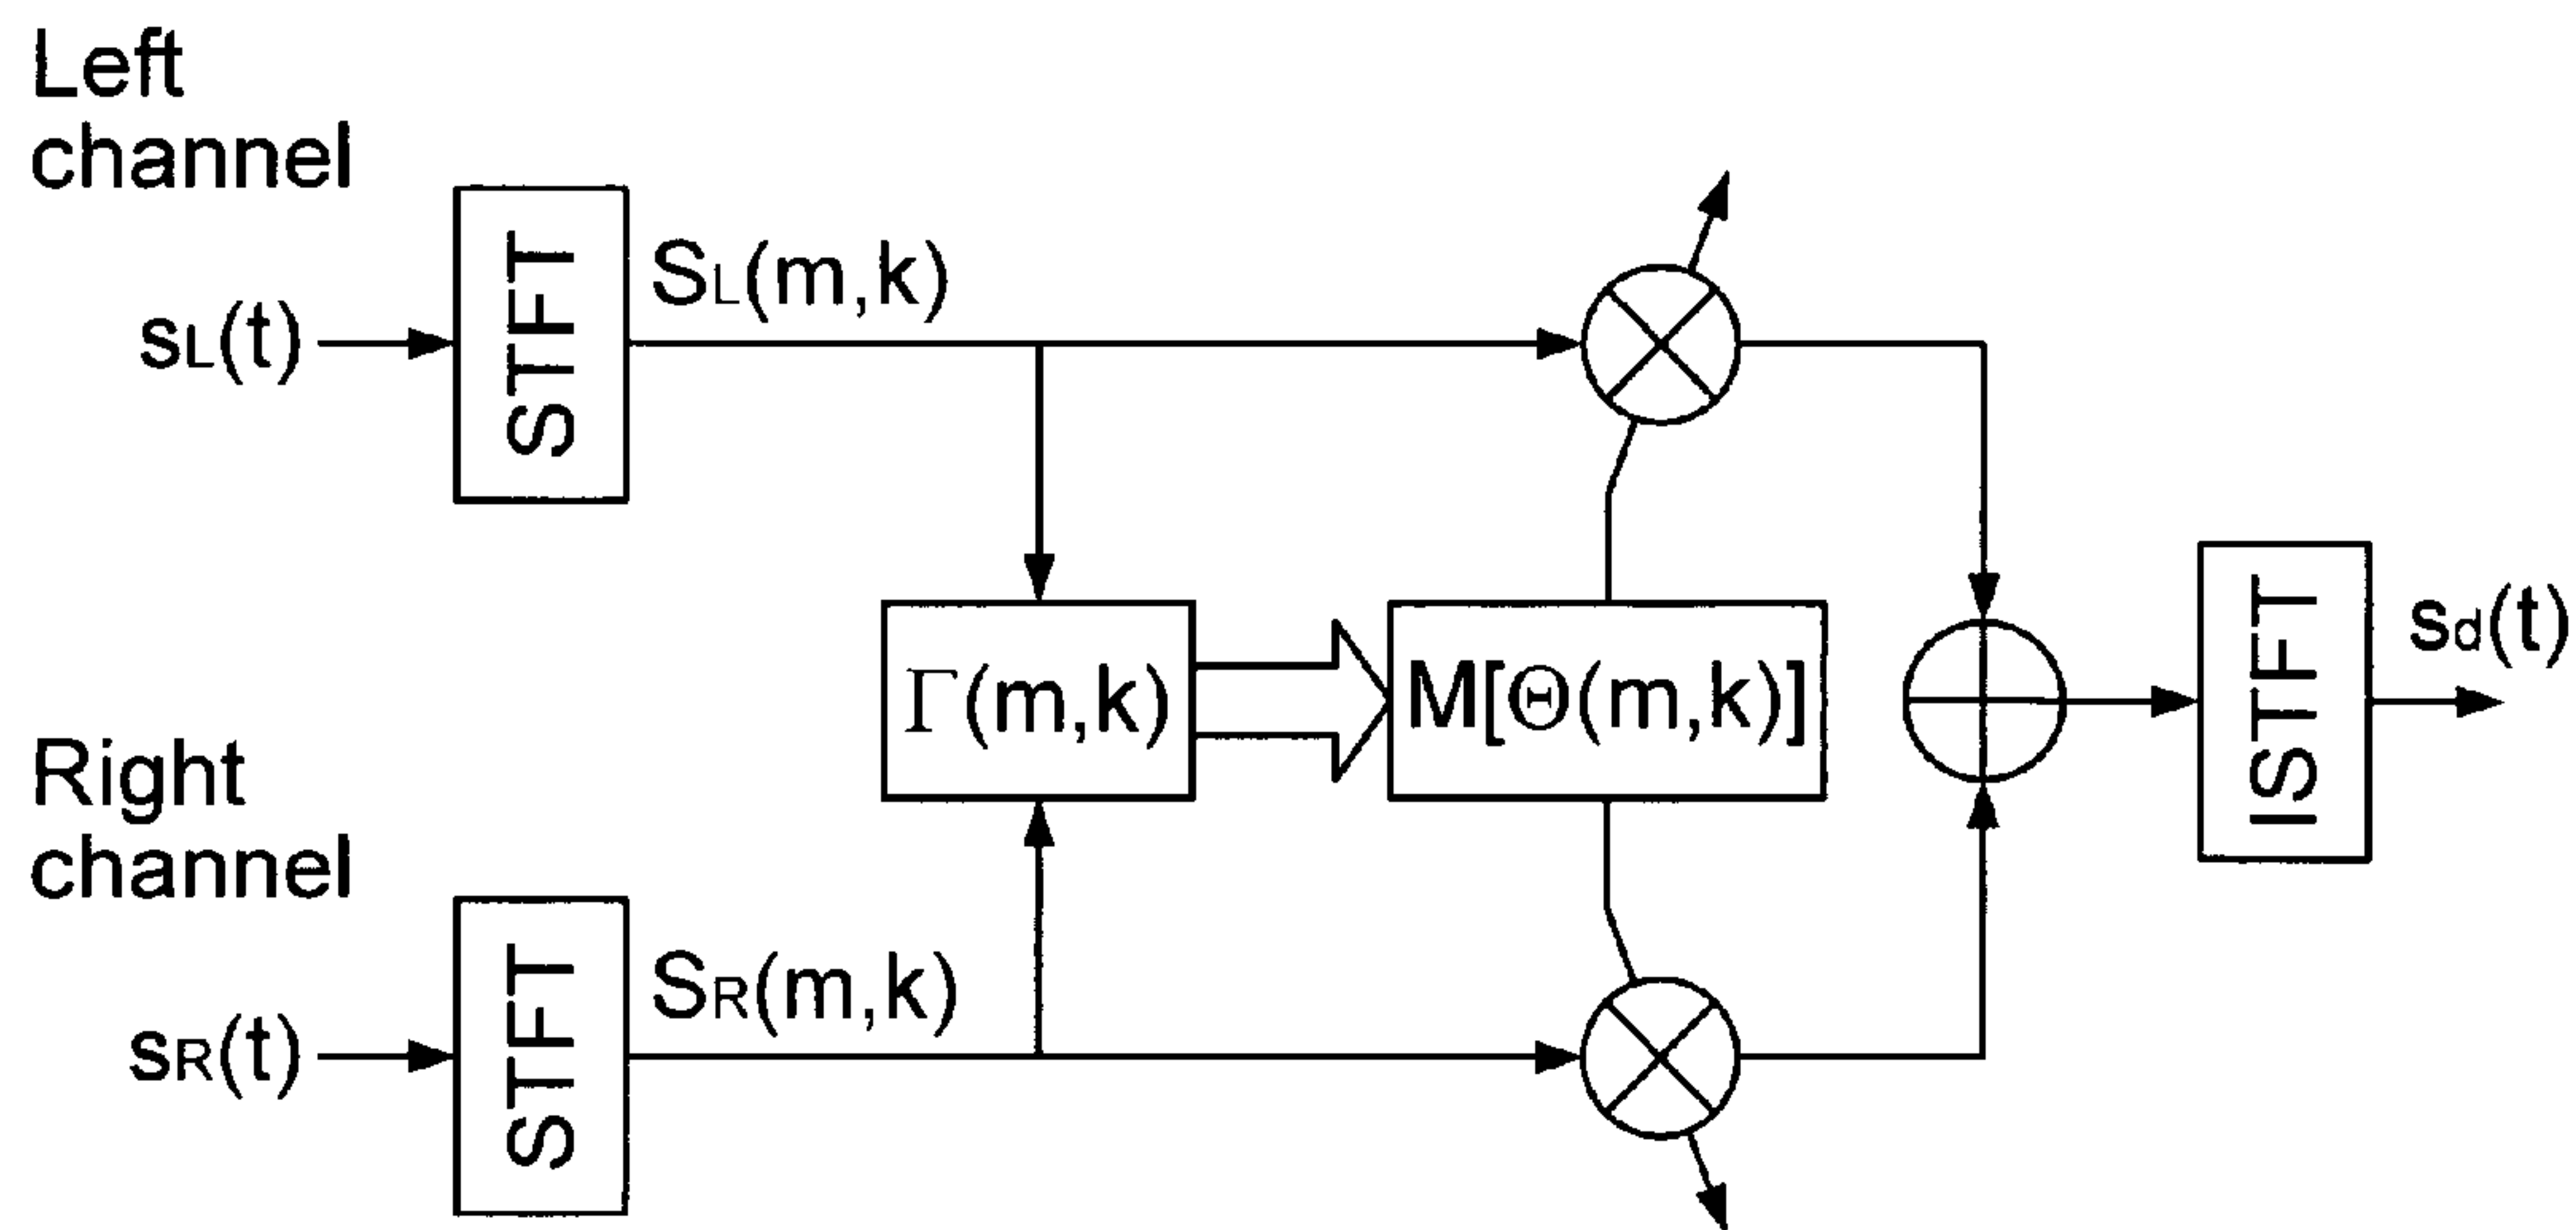 Left
channel
sL(t)
STFT
SL(m,k)
Γ(m,k)
M[Θ(m,k)]
Right
channel
sR(t)
STFT
SR(m,k)
ISTFT
sd(t)